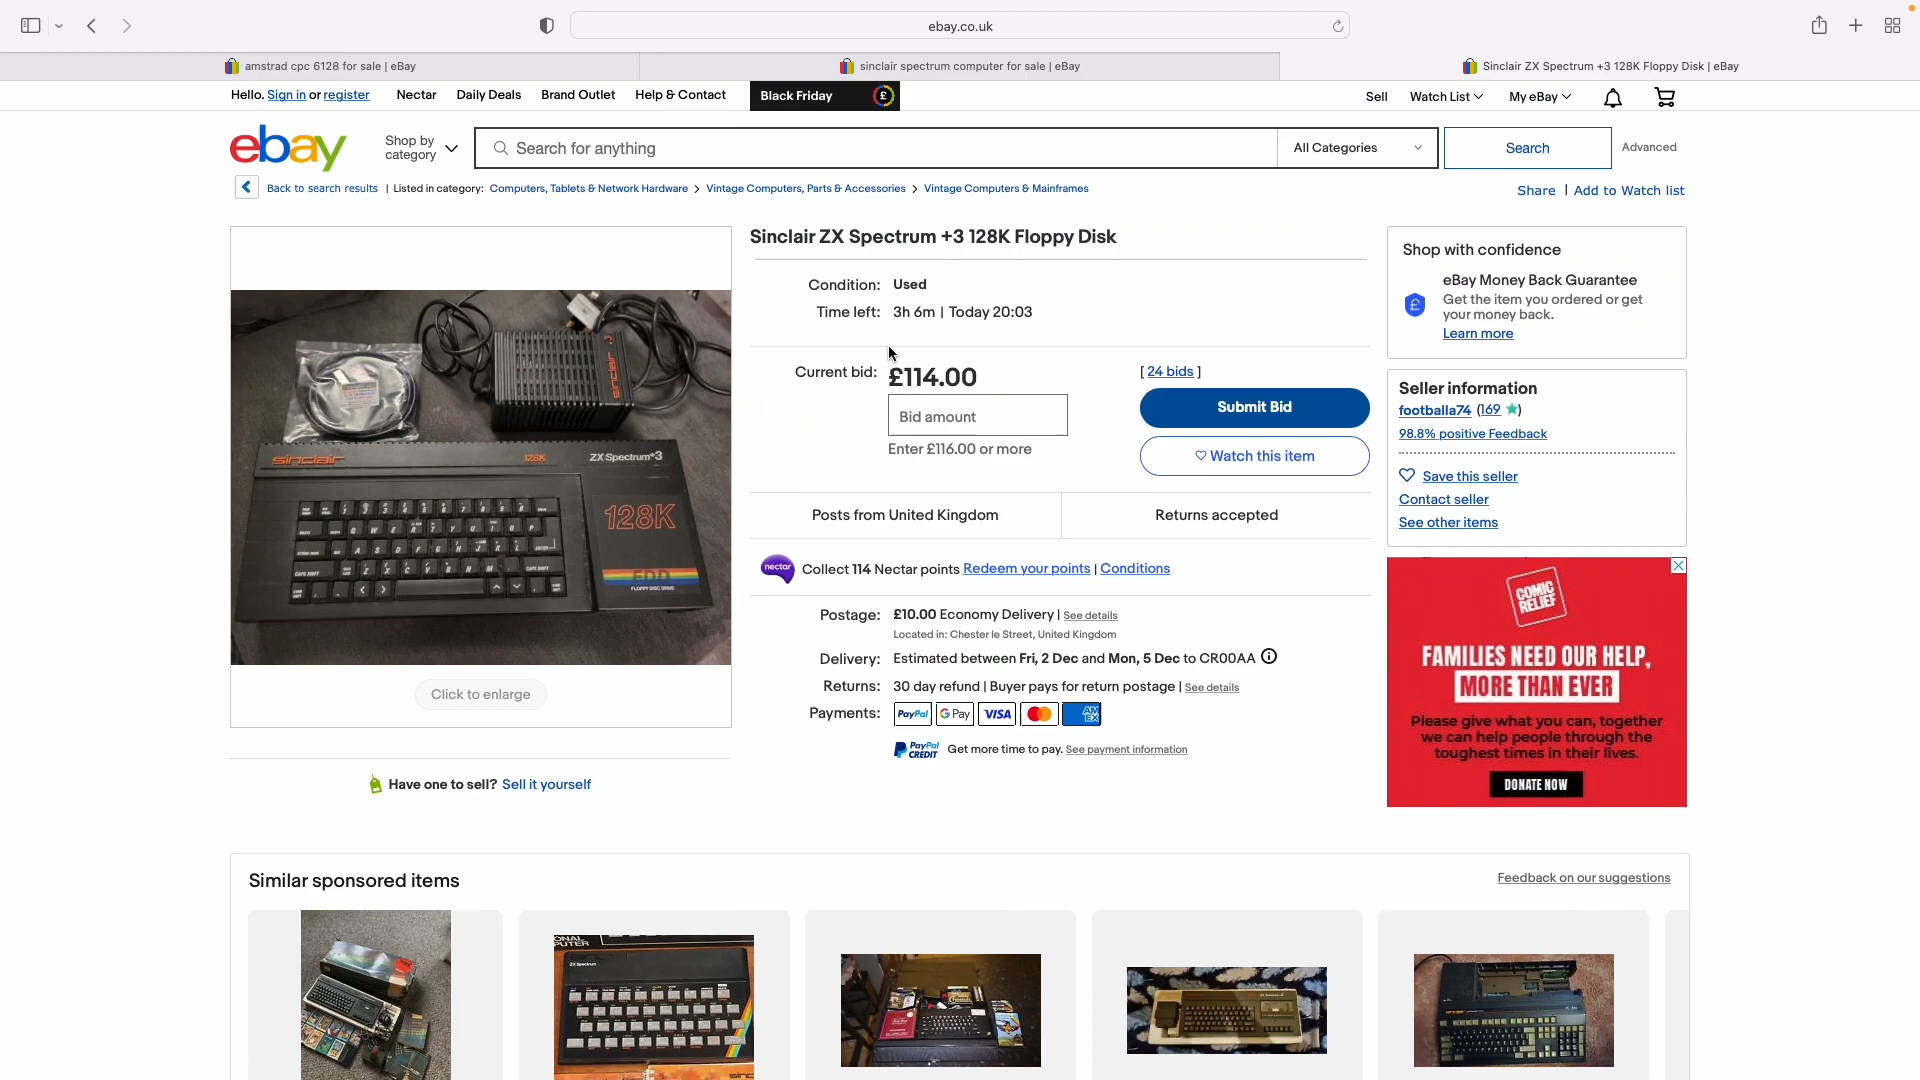 ebay.co.uk
amstrad cpc 6128 for sale | eBay
sinclair spectrum computer for sale | eBay
Sinclair ZX Spectrum +3 128K Floppy Disk | eBay
Hello. Sign in or register
Nectar
Daily Deals
Brand Outlet
Help & Contact
Black Friday
£
Sell
Watch List
My eBay
ebay
Shop by category
Search for anything
All Categories
Search
Advanced
Back to search results | Listed in category: Computers, Tablets & Network Hardware > Vintage Computers, Parts & Accessories > Vintage Computers & Mainframes
Share | Add to Watch list
sinclair
128K
ZX Spectrum+3
128K
FDD
FLOPPY DISC DRIVE
Click to enlarge
Have one to sell? Sell it yourself
Sinclair ZX Spectrum +3 128K Floppy Disk
Condition: Used
Time left: 3h 6m | Today 20:03
Current bid: £114.00
[ 24 bids ]
Bid amount
Submit Bid
Enter £116.00 or more
Watch this item
Posts from United Kingdom
Returns accepted
nectar
Collect 114 Nectar points Redeem your points | Conditions
Postage: £10.00 Economy Delivery | See details
Located in: Chester le Street, United Kingdom
Delivery: Estimated between Fri, 2 Dec and Mon, 5 Dec to CR00AA
Returns: 30 day refund | Buyer pays for return postage | See details
Payments: PayPal G Pay VISA AMEX
PayPal CREDIT Get more time to pay. See payment information
Shop with confidence
eBay Money Back Guarantee
£
Get the item you ordered or get
your money back.
Learn more
Seller information
footballa74 (169)
98.8% positive Feedback
Save this seller
Contact seller
See other items
COMIC RELIEF
FAMILIES NEED OUR HELP,
MORE THAN EVER
Please give what you can, together
we can help people through the
toughest times in their lives.
DONATE NOW
Similar sponsored items
Feedback on our suggestions
ZX Spectrum